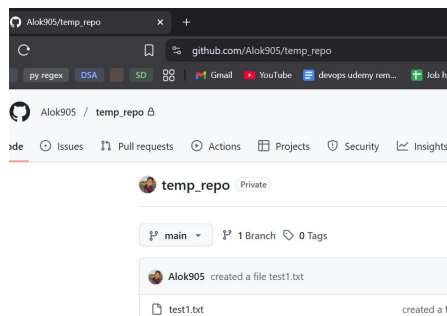 Alok905/temp_repo
github.com/Alok905/temp_repo
py regex DSA SD Gmail YouTube devops udemy rem... Job h
Alok905 / temp_repo
ode Issues Pull requests Actions Projects Security Insights
temp_repo Private
main 1 Branch 0 Tags
Alok905 created a file test1.txt
test1.txt created a f